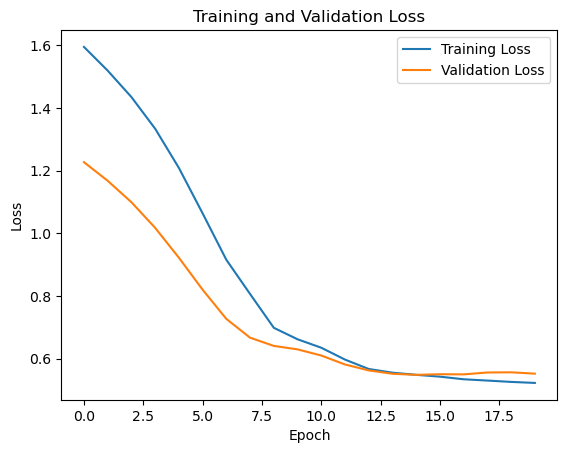 Training and Validation Loss
Training Loss
Validation Loss
1.6
1.4
1.2
1.0
0.8
0.6
Loss
0.0 2.5 5.0 7.5 10.0 12.5 15.0 17.5
Epoch